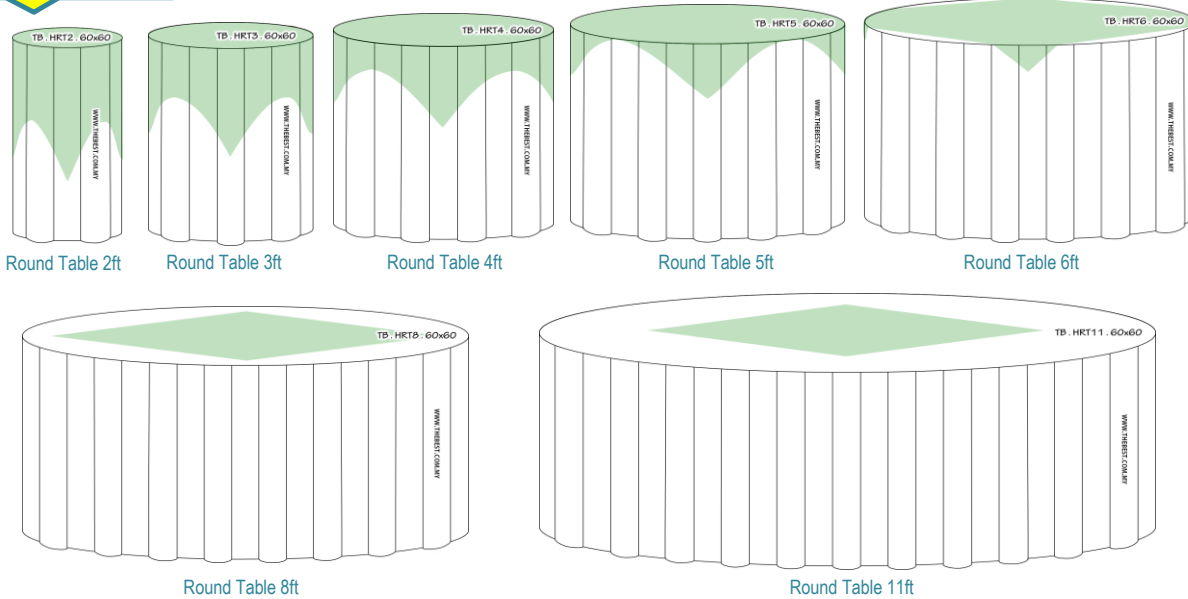 TB.HRT2.60x60
TB.HRT3.60x60
TB.HRT4.60x60
TB.HRT5.60x60
TB.HRT6.60x60
WWW.THEBEST.COM.MY
WWW.THEBEST.COM.MY
WWW.THEBEST.COM.MY
WWW.THEBEST.COM.MY
WWW.THEBEST.COM.MY
Round Table 2ft
Round Table 3ft
Round Table 4ft
Round Table 5ft
Round Table 6ft
TB.HRT8.60x60
TB.HRT11.60x60
WWW.THEBEST.COM.MY
WWW.THEBEST.COM.MY
Round Table 8ft
Round Table 11ft